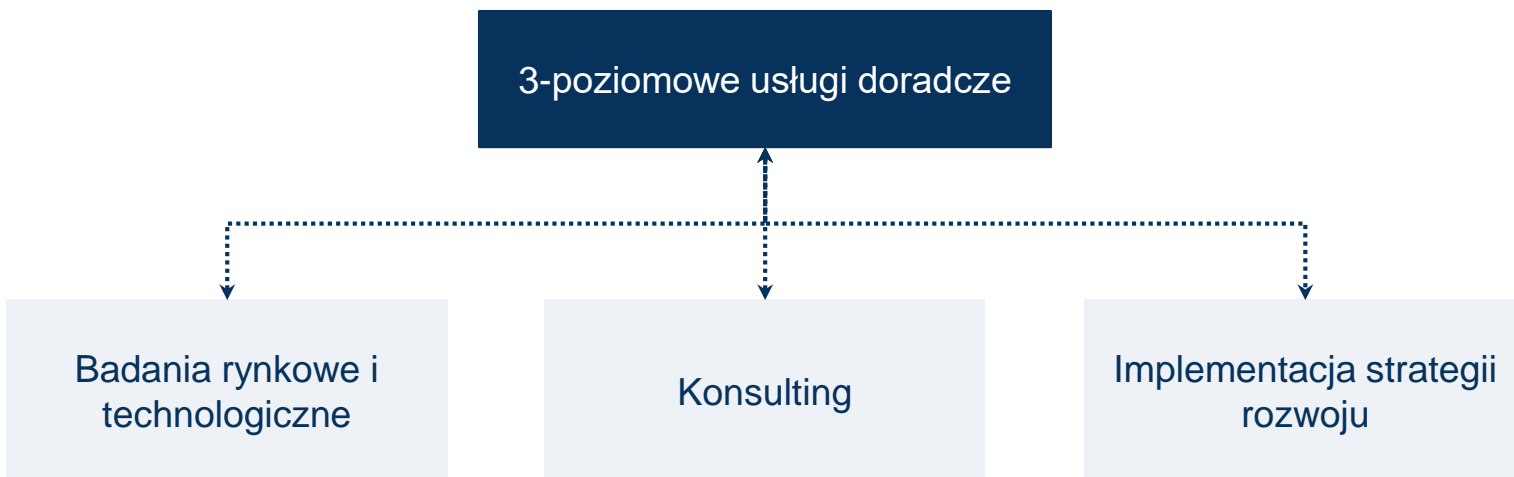 3-poziomowe usługi doradcze
Badania rynkowe i
technologiczne
Konsulting
Implementacja strategii
rozwoju